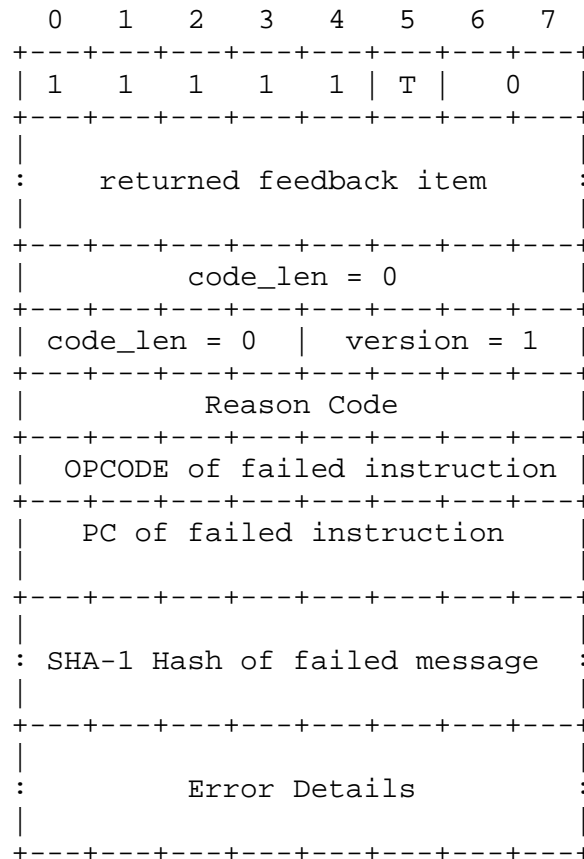 0   1   2   3   4   5   6   7
+---+---+---+---+---+---+---+---+
| 1   1   1   1   1 | T |   0   |
+---+---+---+---+---+---+---+---+
|                               |
:    returned feedback item     :
|                               |
+---+---+---+---+---+---+---+---+
|         code_len = 0          |
+---+---+---+---+---+---+---+---+
| code_len = 0  |  version = 1  |
+---+---+---+---+---+---+---+---+
|          Reason Code          |
+---+---+---+---+---+---+---+---+
|  OPCODE of failed instruction |
+---+---+---+---+---+---+---+---+
|   PC of failed instruction    |
|                               |
+---+---+---+---+---+---+---+---+
|                               |
: SHA-1 Hash of failed message  :
|                               |
+---+---+---+---+---+---+---+---+
|                               |
:         Error Details         :
|                               |
+---+---+---+---+---+---+---+---+